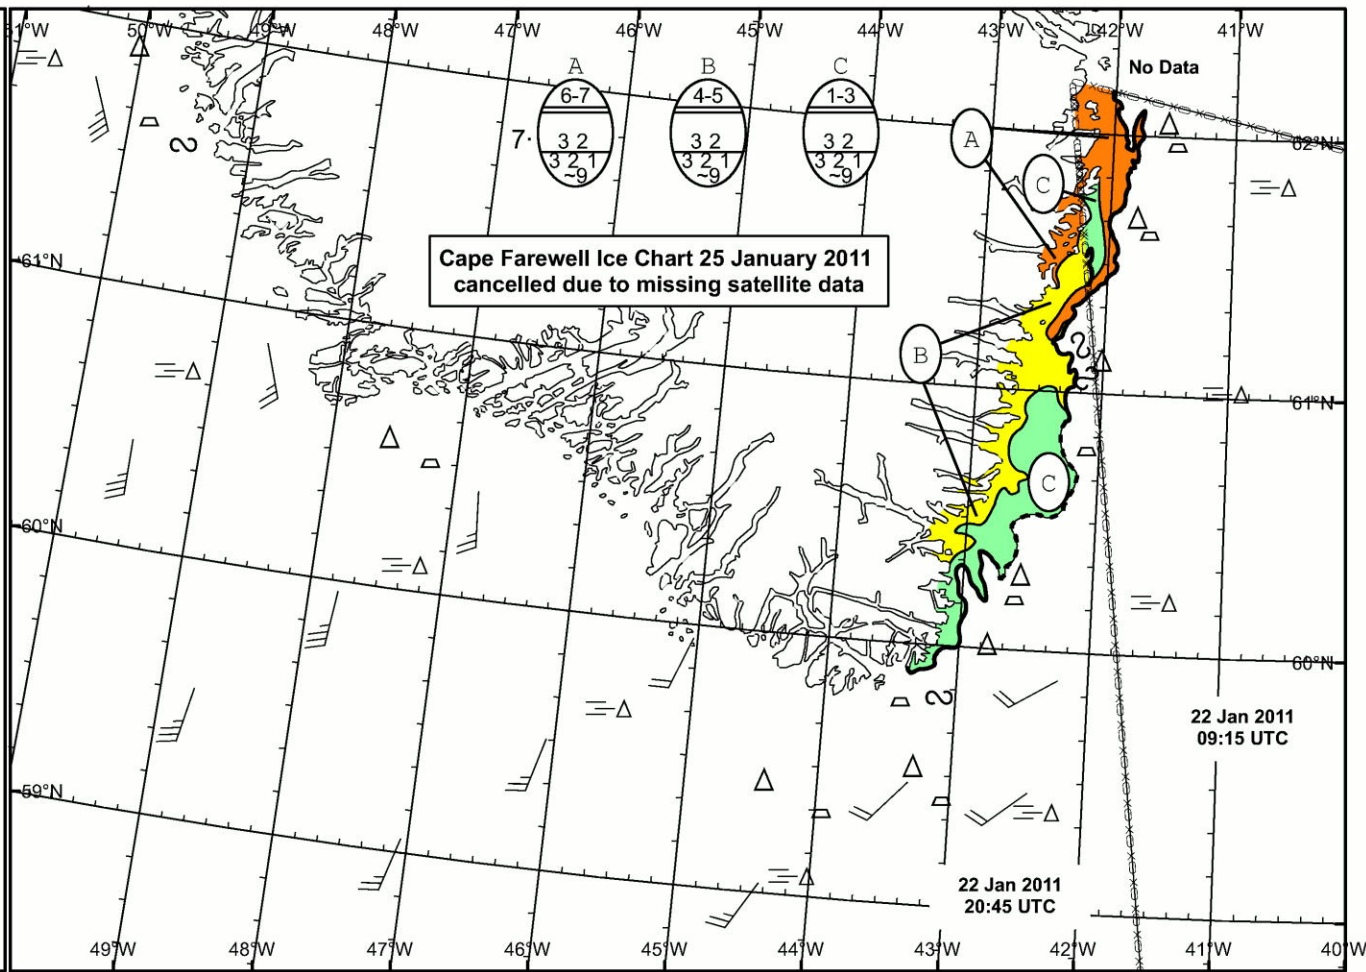 51°W 50°W 49°W 48°W 47°W 46°W 45°W 44°W 43°W 42°W 41°W
No Data
A B C
6-7 4-5 1-3
7·
3 2 3 2 3 2
3 2 1 3 2 1 3 2 1
~9 ~9 ~9
62°N
A
C
Cape Farewell Ice Chart 25 January 2011
cancelled due to missing satellite data
61°N
B
61°N
C
60°N
60°N
22 Jan 2011
09:15 UTC
59°N
22 Jan 2011
20:45 UTC
49°W 48°W 47°W 46°W 45°W 44°W 43°W 42°W 41°W 40°W